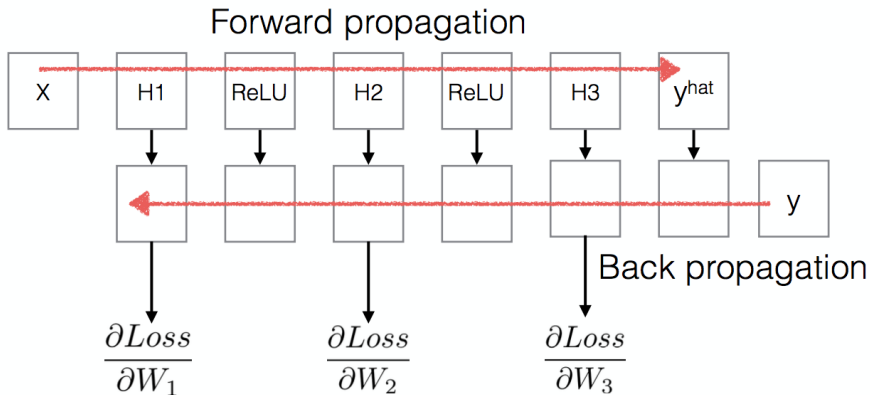 Forward propagation
X H1 ReLU H2 ReLU H3 y^hat
y
Back propagation
∂Loss/∂W₁ ∂Loss/∂W₂ ∂Loss/∂W₃